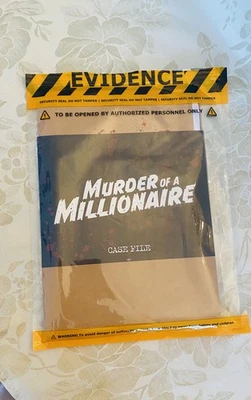 EVIDENCE
SECURITY SEAL DO NOT TAMPER | SECURITY SEAL DO NOT TAMPER | SECURITY SEAL DO NOT TAMPER
TO BE OPENED BY AUTHORIZED PERSONNEL ONLY
MURDER OF A
MILLIONAIRE
CASE FILE
WARNING: To avoid danger of suffocation